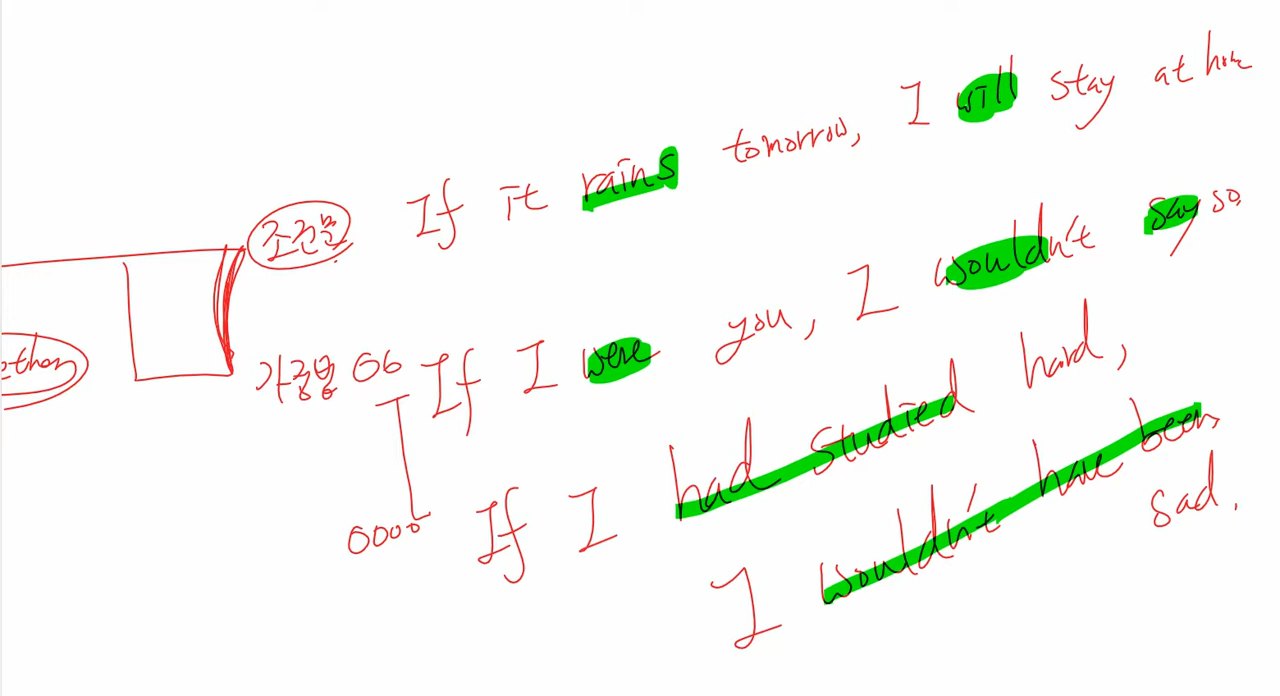 조건문 If it rains tomorrow, I will stay at home
가정법 If I were you, I wouldn't say so.
If I had studied hard,
I wouldn't have been sad.